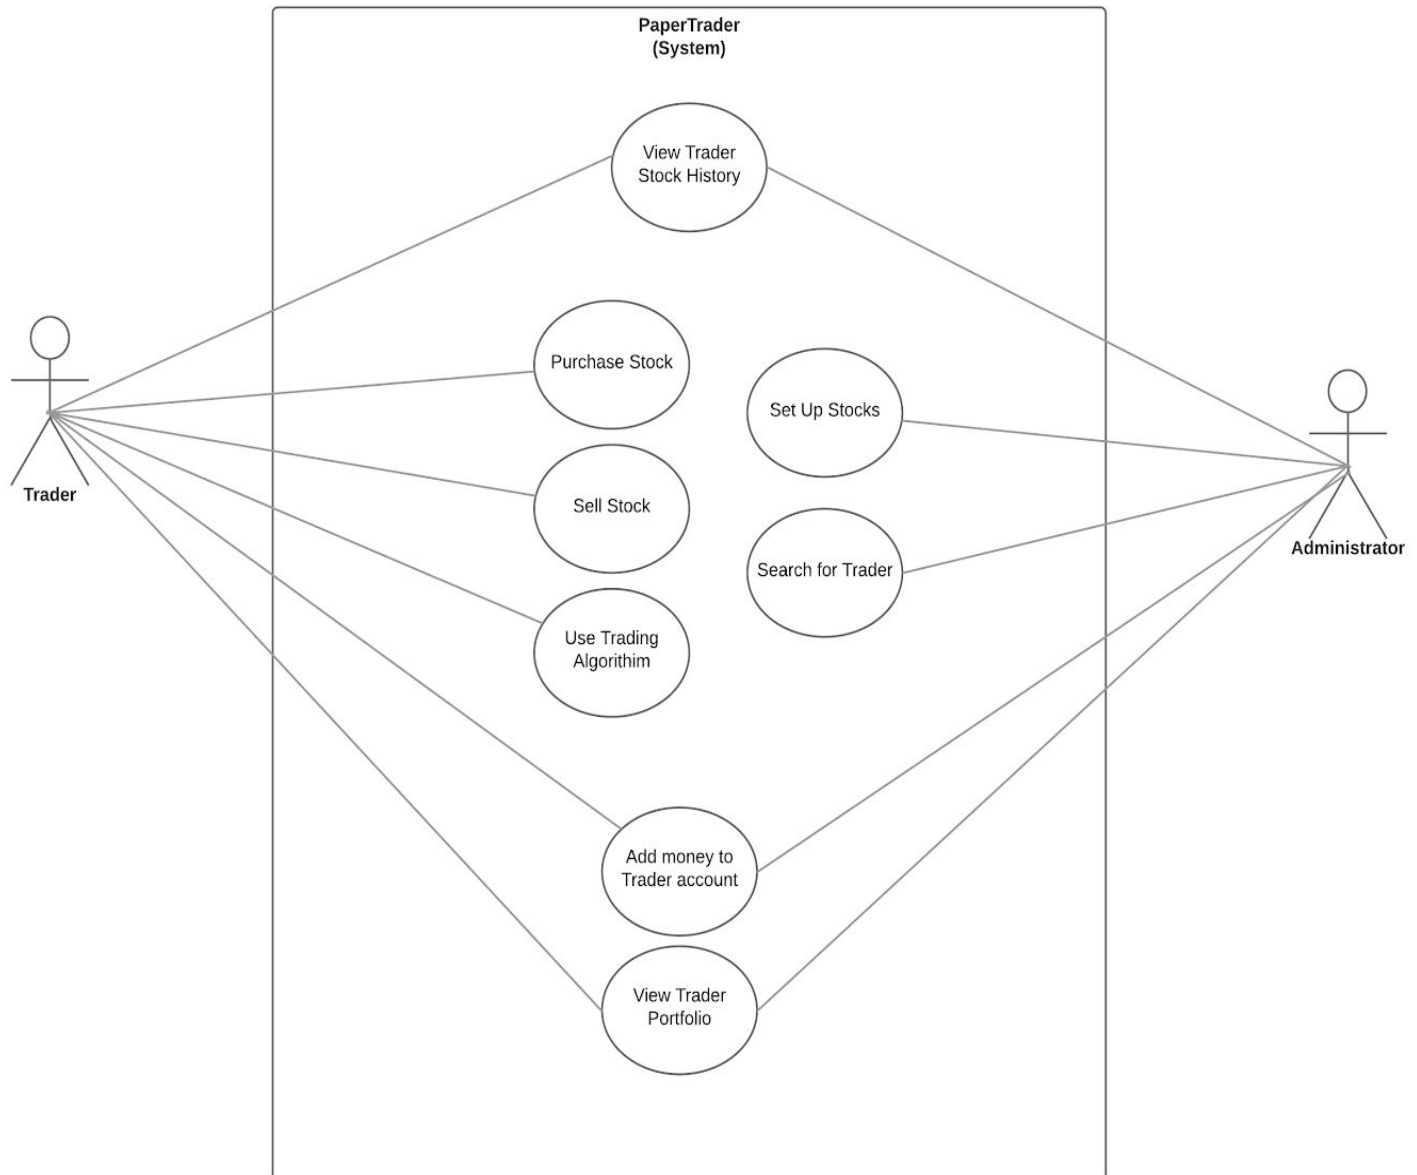 PaperTrader
(System)
View Trader
Stock History
Purchase Stock
Set Up Stocks
Sell Stock
Trader
Administrator
Search for Trader
Use Trading
Algorithim
Add money to
Trader account
View Trader
Portfolio